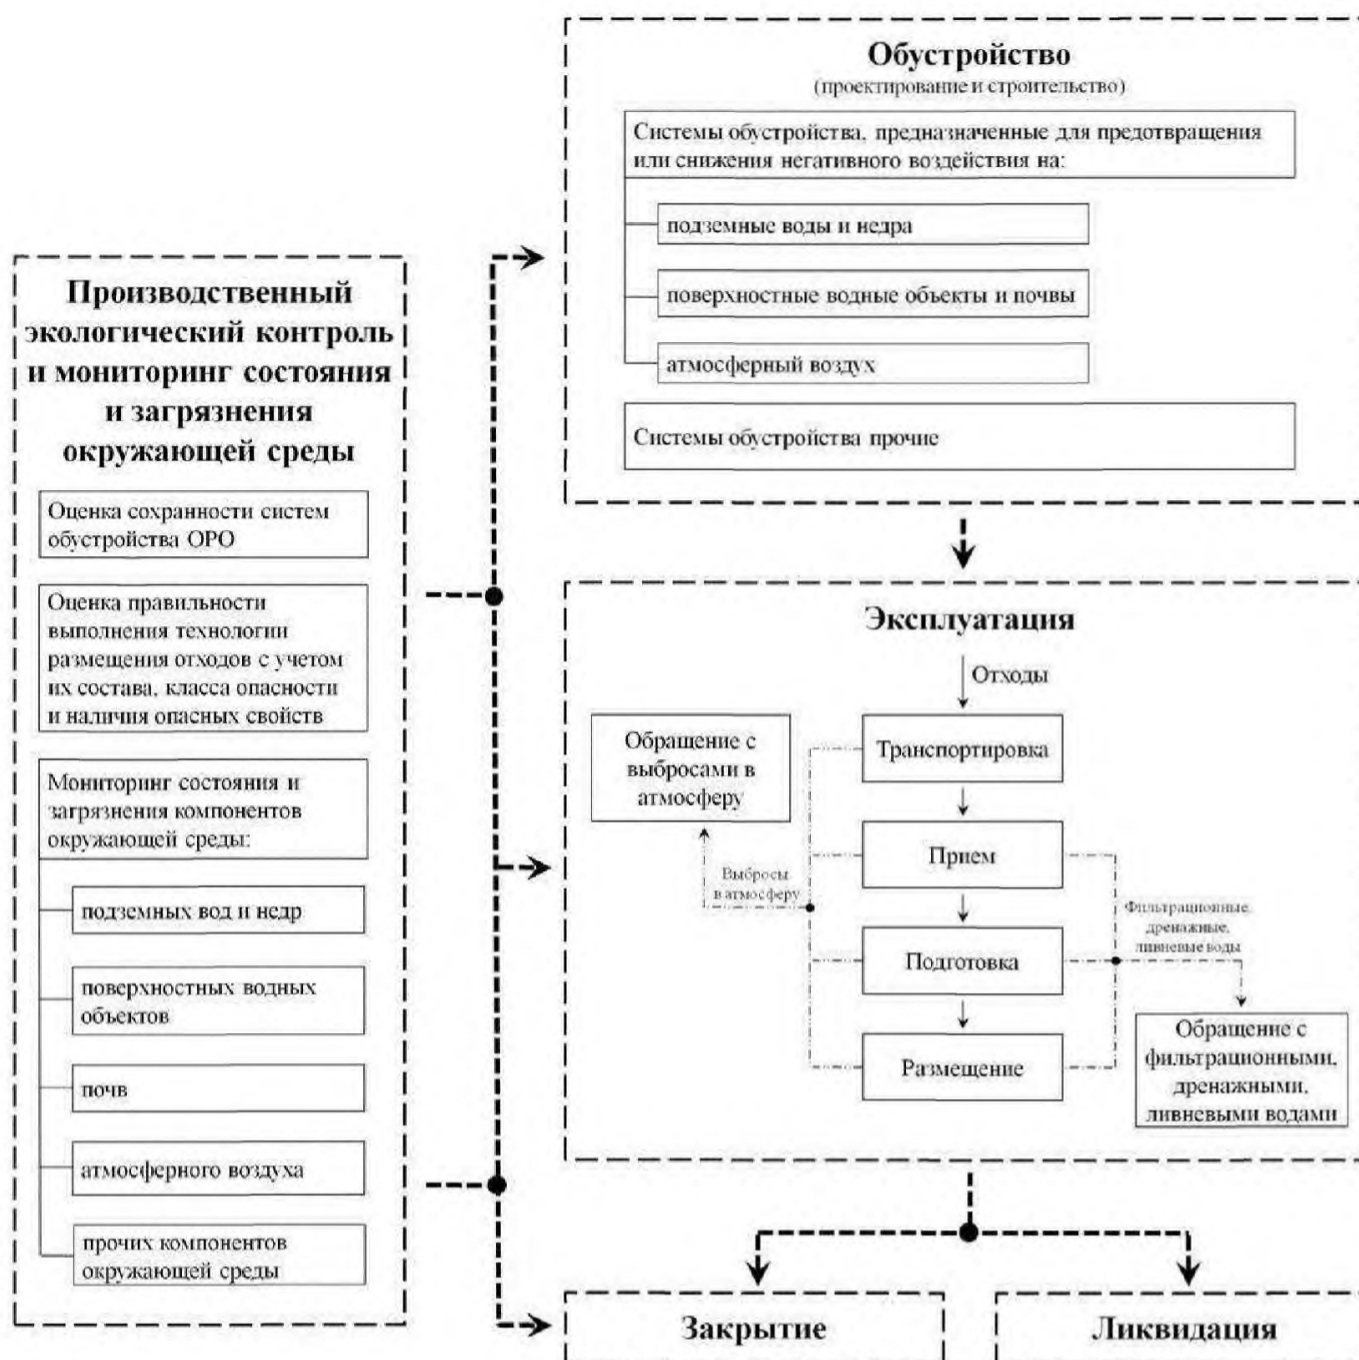 Обустройство
(проектирование и строительство)
Системы обустройства, предназначенные для предотвращения
или снижения негативного воздействия на:
подземные воды и недра
поверхностные водные объекты и почвы
атмосферный воздух
Системы обустройства прочие
Производственный
экологический контроль
и мониторинг состояния
и загрязнения
окружающей среды
Оценка сохранности систем
обустройства ОРО
Оценка правильности
выполнения технологии
размещения отходов с учетом
их состава, класса опасности
и наличия опасных свойств
Мониторинг состояния и
загрязнения компонентов
окружающей среды:
подземных вод и недр
поверхностных водных
объектов
почв
атмосферного воздуха
прочих компонентов
окружающей среды
Эксплуатация
Отходы
Транспортировка
Прием
Подготовка
Размещение
Обращение с
выбросами в
атмосферу
Выбросы
в атмосферу
Фильтрационные,
дренажные,
ливневые воды
Обращение с
фильтрационными,
дренажными,
ливневыми водами
Закрытие
Ликвидация